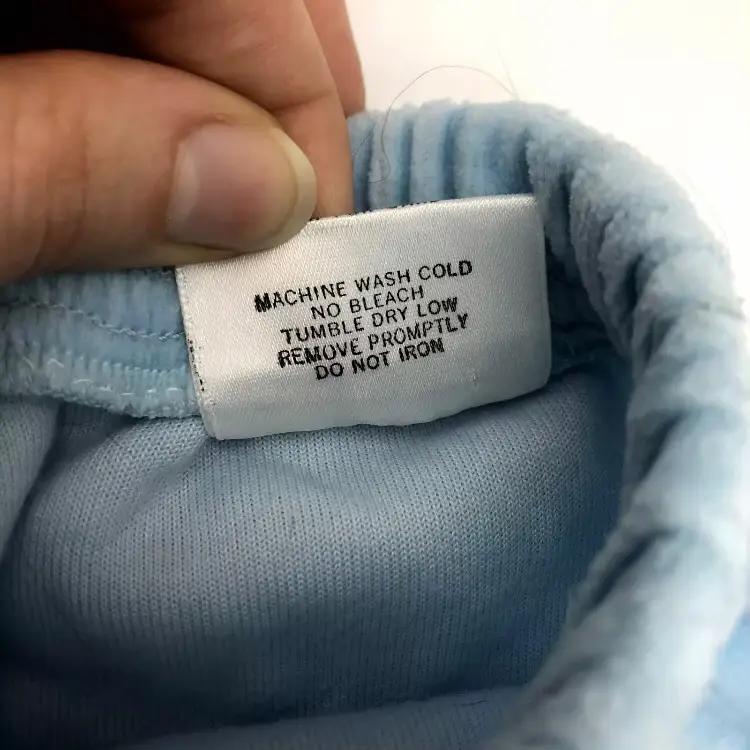 MACHINE WASH COLD
NO BLEACH
TUMBLE DRY LOW
REMOVE PROMPTLY
DO NOT IRON